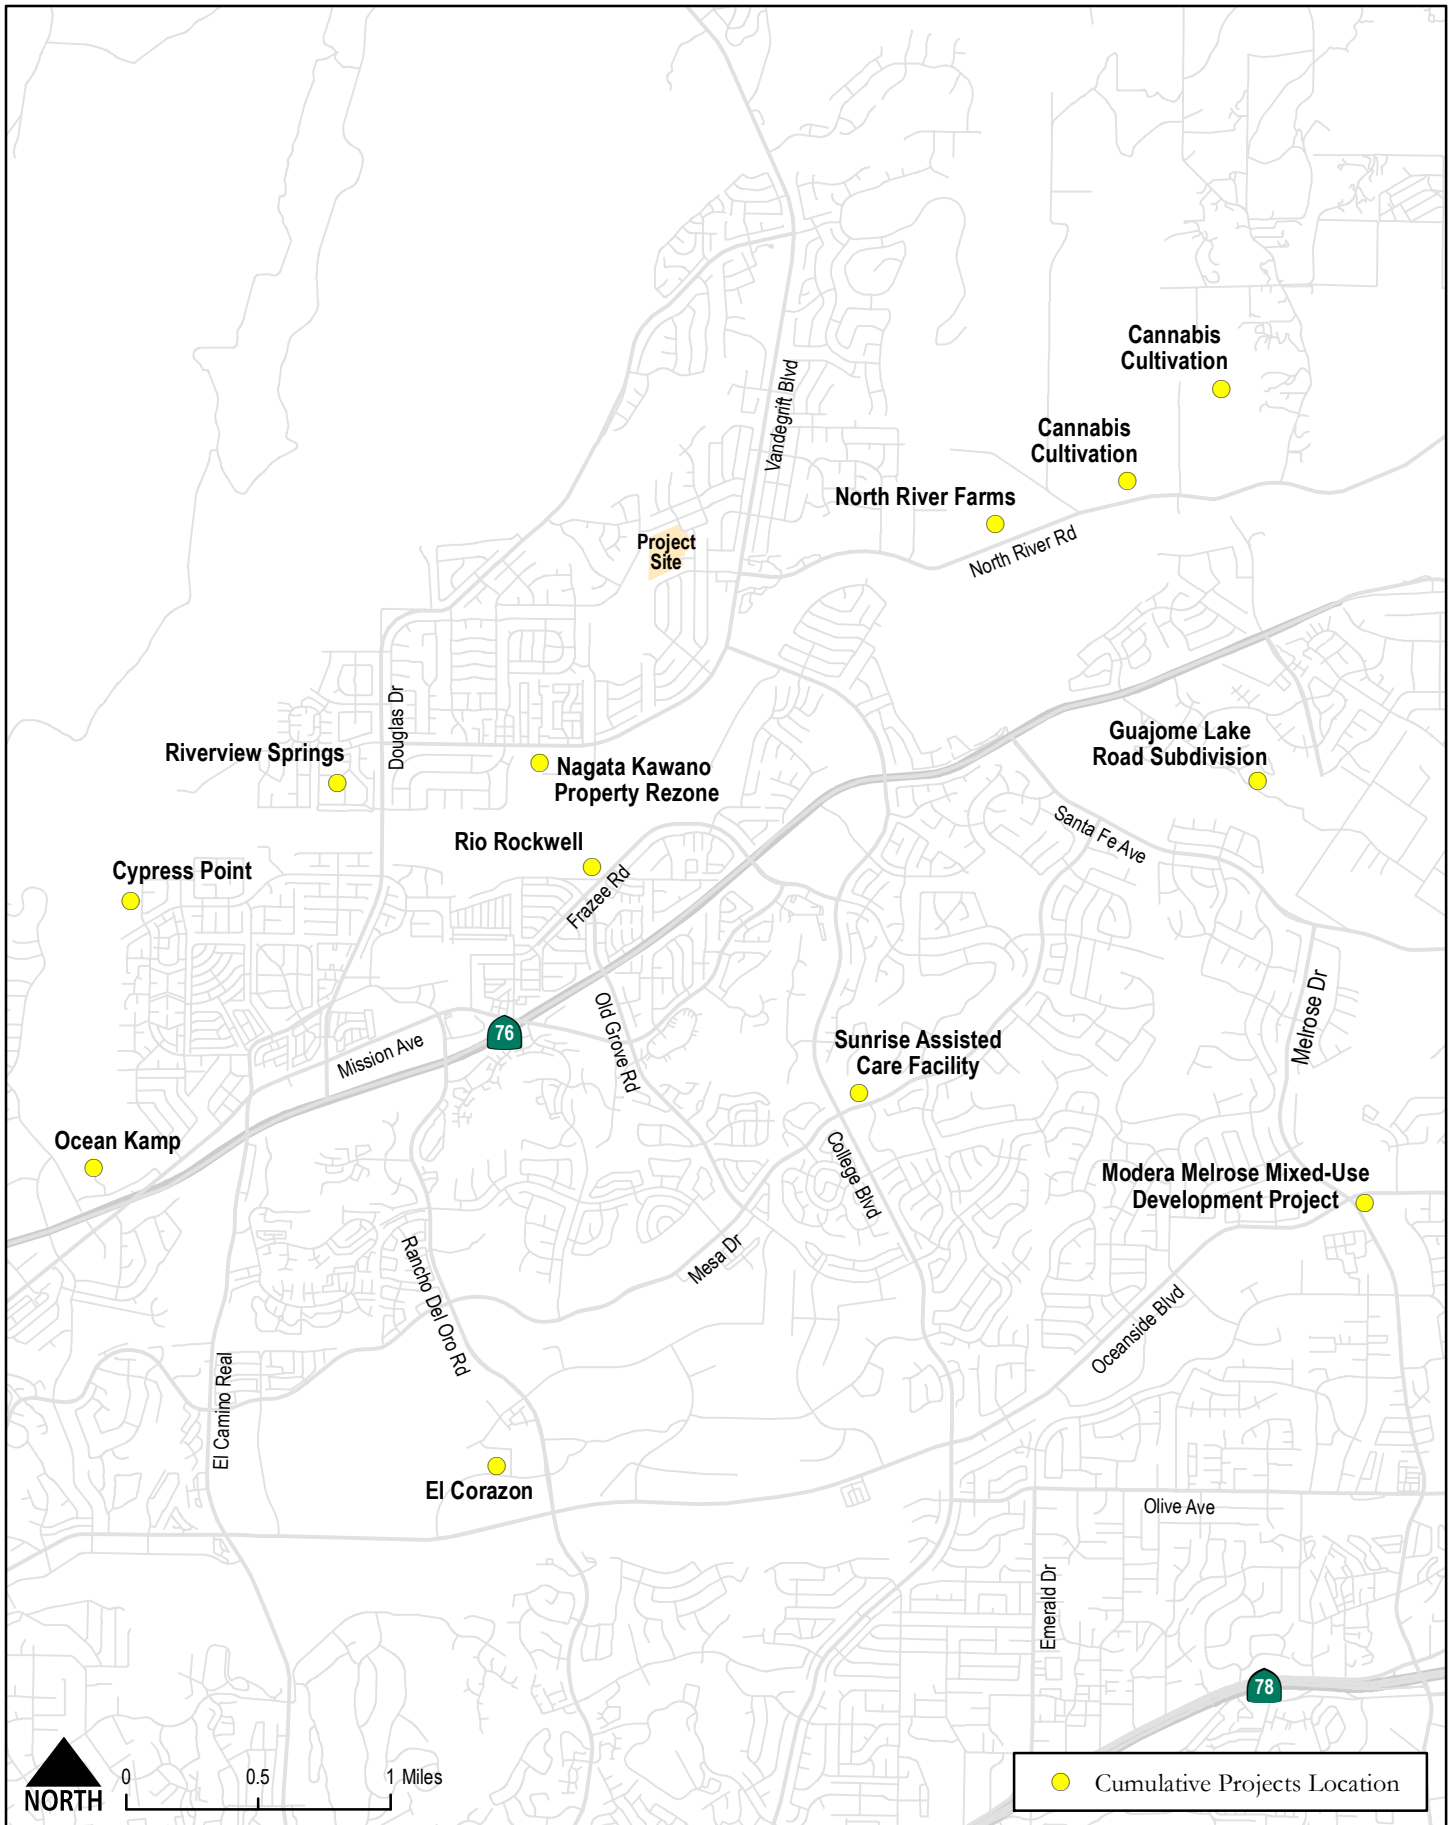 Cannabis
Cultivation
Vandegrift Blvd
Cannabis
Cultivation
North River Farms
Project
Site
North River Rd
Douglas Dr
Riverview Springs
Nagata Kawano
Property Rezone
Guajome Lake
Road Subdivision
Santa Fe Ave
Rio Rockwell
Frazee Rd
Cypress Point
Melrose Dr
76
Old Grove Rd
Mission Ave
Sunrise Assisted
Care Facility
Ocean Kamp
College Blvd
Modera Melrose Mixed-Use
Development Project
Mesa Dr
Rancho Del Oro Rd
Oceanside Blvd
El Camino Real
El Corazon
Olive Ave
Emerald Dr
78
NORTH
0 0.5 1 Miles
Cumulative Projects Location